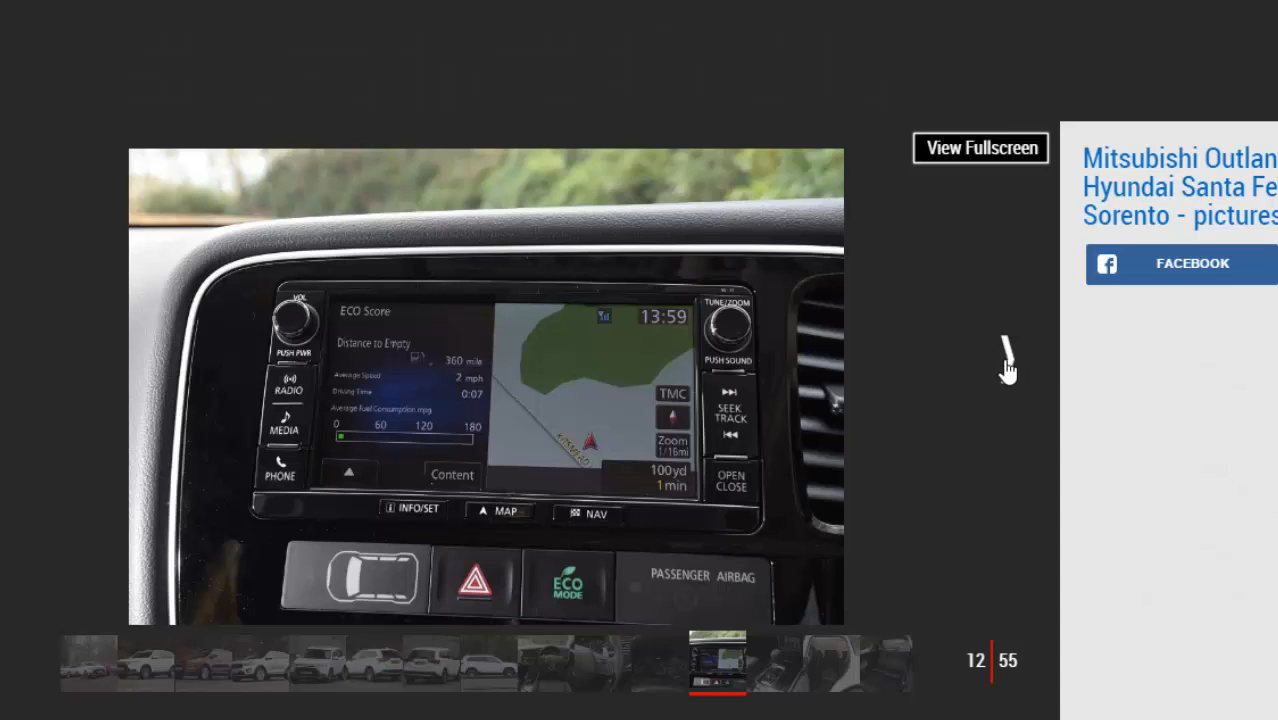 View Fullscreen
Mitsubishi Outlan
Hyundai Santa Fe
Sorento - pictures
FACEBOOK
VOL
PUSH PWR
RADIO
MEDIA
PHONE
ECO Score
Distance to Empty
360 mile
Average Speed
2 mph
Driving Time
0:07
Average Fuel Consumption mpg
0 60 120 180
Content
13:59
TMC
Zoom
1/16mi
100yd
1min
TUNE/ZOOM
PUSH SOUND
SEEK
TRACK
OPEN
CLOSE
INFO/SET
MAP
NAV
ECO
MODE
PASSENGER AIRBAG
12 55